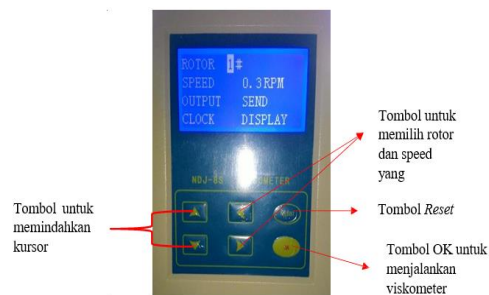 ROTOR 1#
SPEED 0.3RPM
OUTPUT SEND
CLOCK DISPLAY
NDJ-8S
Tombol untuk
memindahkan
kursor
Tombol untuk
memilih rotor
dan speed
yang
Tombol Reset
Tombol OK untuk
menjalankan
viskometer